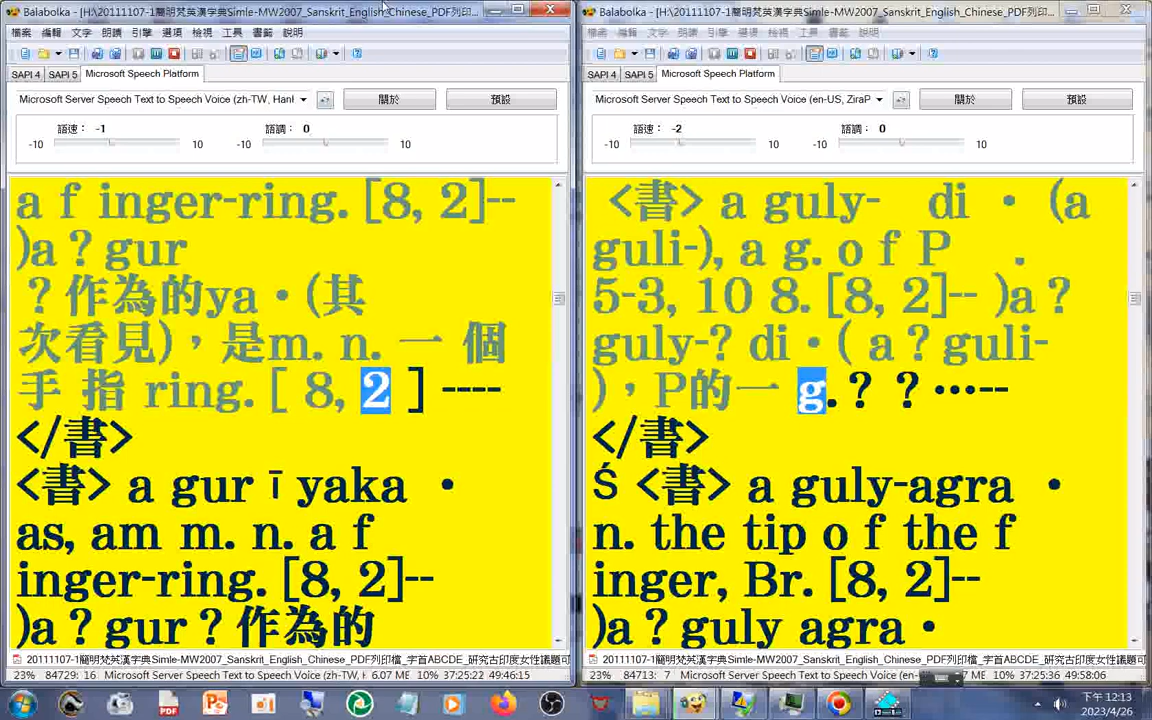 Balabolka - [H:\20111107-1簡明梵英漢字典Simle-MW2007_Sanskrit_English_Chinese_PDF列印...
檔案 編輯 文字 朗讀 引擎 選項 檢視 工具 書籤 說明
SAPI 4 SAPI 5 Microsoft Speech Platform
Microsoft Server Speech Text to Speech Voice (zh-TW, HanH
關於 預設
語速： -1 語調： 0
-10 10 -10 10
a f inger-ring. [8, 2]--
)a？gur
？作為的ya•(其
次看見)，是m. n. 一 個
手 指 ring. [ 8, 2 ] ----
</書>
<書> a gur ī yaka •
as, am m. n. a f
inger-ring. [8, 2]--
)a？gur？作為的
20111107-1簡明梵英漢字典Simle-MW2007_Sanskrit_English_Chinese_PDF列印檔_字首ABCDE_研究古印度女性議題可
23% 84729: 16 Microsoft Server Speech Text to Speech Voice (zh-TW, H 6.07 ME 10% 37:25:22 49:46:15
Balabolka - [H:\20111107-1簡明梵英漢字典Simle-MW2007_Sanskrit_English_Chinese_PDF列印...
檔案 編輯 文字 朗讀 引擎 選項 檢視 工具 書籤 說明
SAPI 4 SAPI 5 Microsoft Speech Platform
Microsoft Server Speech Text to Speech Voice (en-US, ZiraP
關於 預設
語速： -2 語調： 0
-10 10 -10 10
<書> a guly- di • (a
guli-), a g. o f P .
5-3, 10 8. [8, 2]-- )a？
guly-? di•( a？guli-
)，P的一 g.？？…--
</書>
Ś <書> a guly-agra •
n. the tip o f the f
inger, Br. [8, 2]--
)a？guly agra•
20111107-1簡明梵英漢字典Simle-MW2007_Sanskrit_English_Chinese_PDF列印檔_字首ABCDE_研究古印度女性議題可
23% 84713: 7 Microsoft Server Speech Text to Speech Voice (en-U ME 10% 37:25:36 49:58:06
下午 12:13
2023/4/26